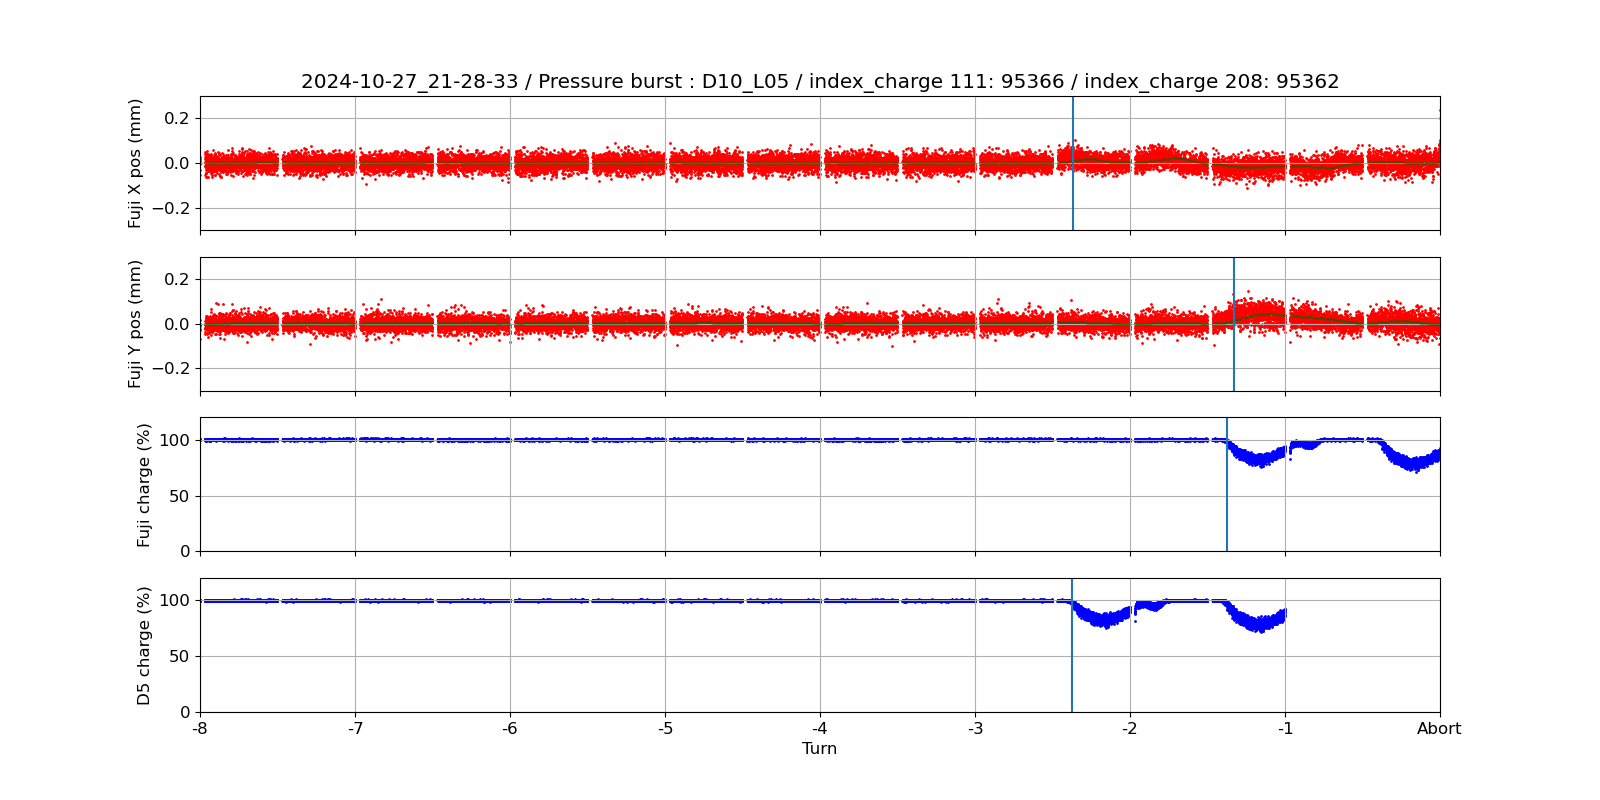 2024-10-27_21-28-33 / Pressure burst : D10_L05 / index_charge 111: 95366 / index_charge 208: 95362
Fuji X pos (mm)
0.2
0.0
−0.2
Fuji Y pos (mm)
0.2
0.0
−0.2
Fuji charge (%)
100
50
0
D5 charge (%)
100
50
0
-8 -7 -6 -5 -4 -3 -2 -1 Abort
Turn